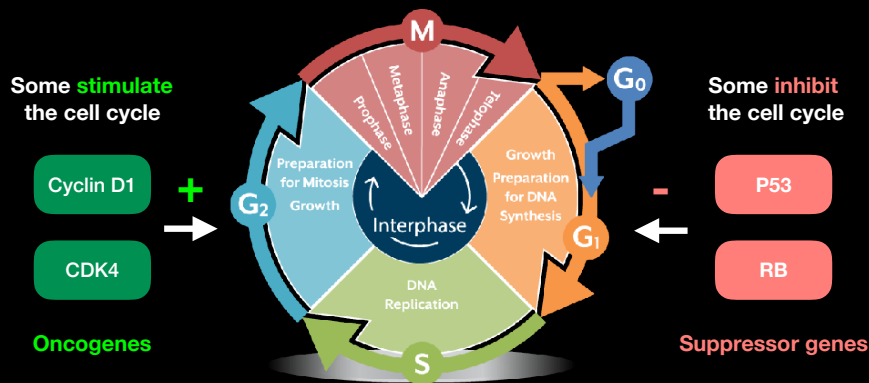 Some stimulate
the cell cycle
Cyclin D1
+
CDK4
Oncogenes
M
Prophase
Metaphase
Anaphase
Telophase
G0
Preparation
for Mitosis
Growth
G2
Interphase
Growth
Preparation
for DNA
Synthesis
G1
DNA
Replication
S
Some inhibit
the cell cycle
-
P53
RB
Suppressor genes